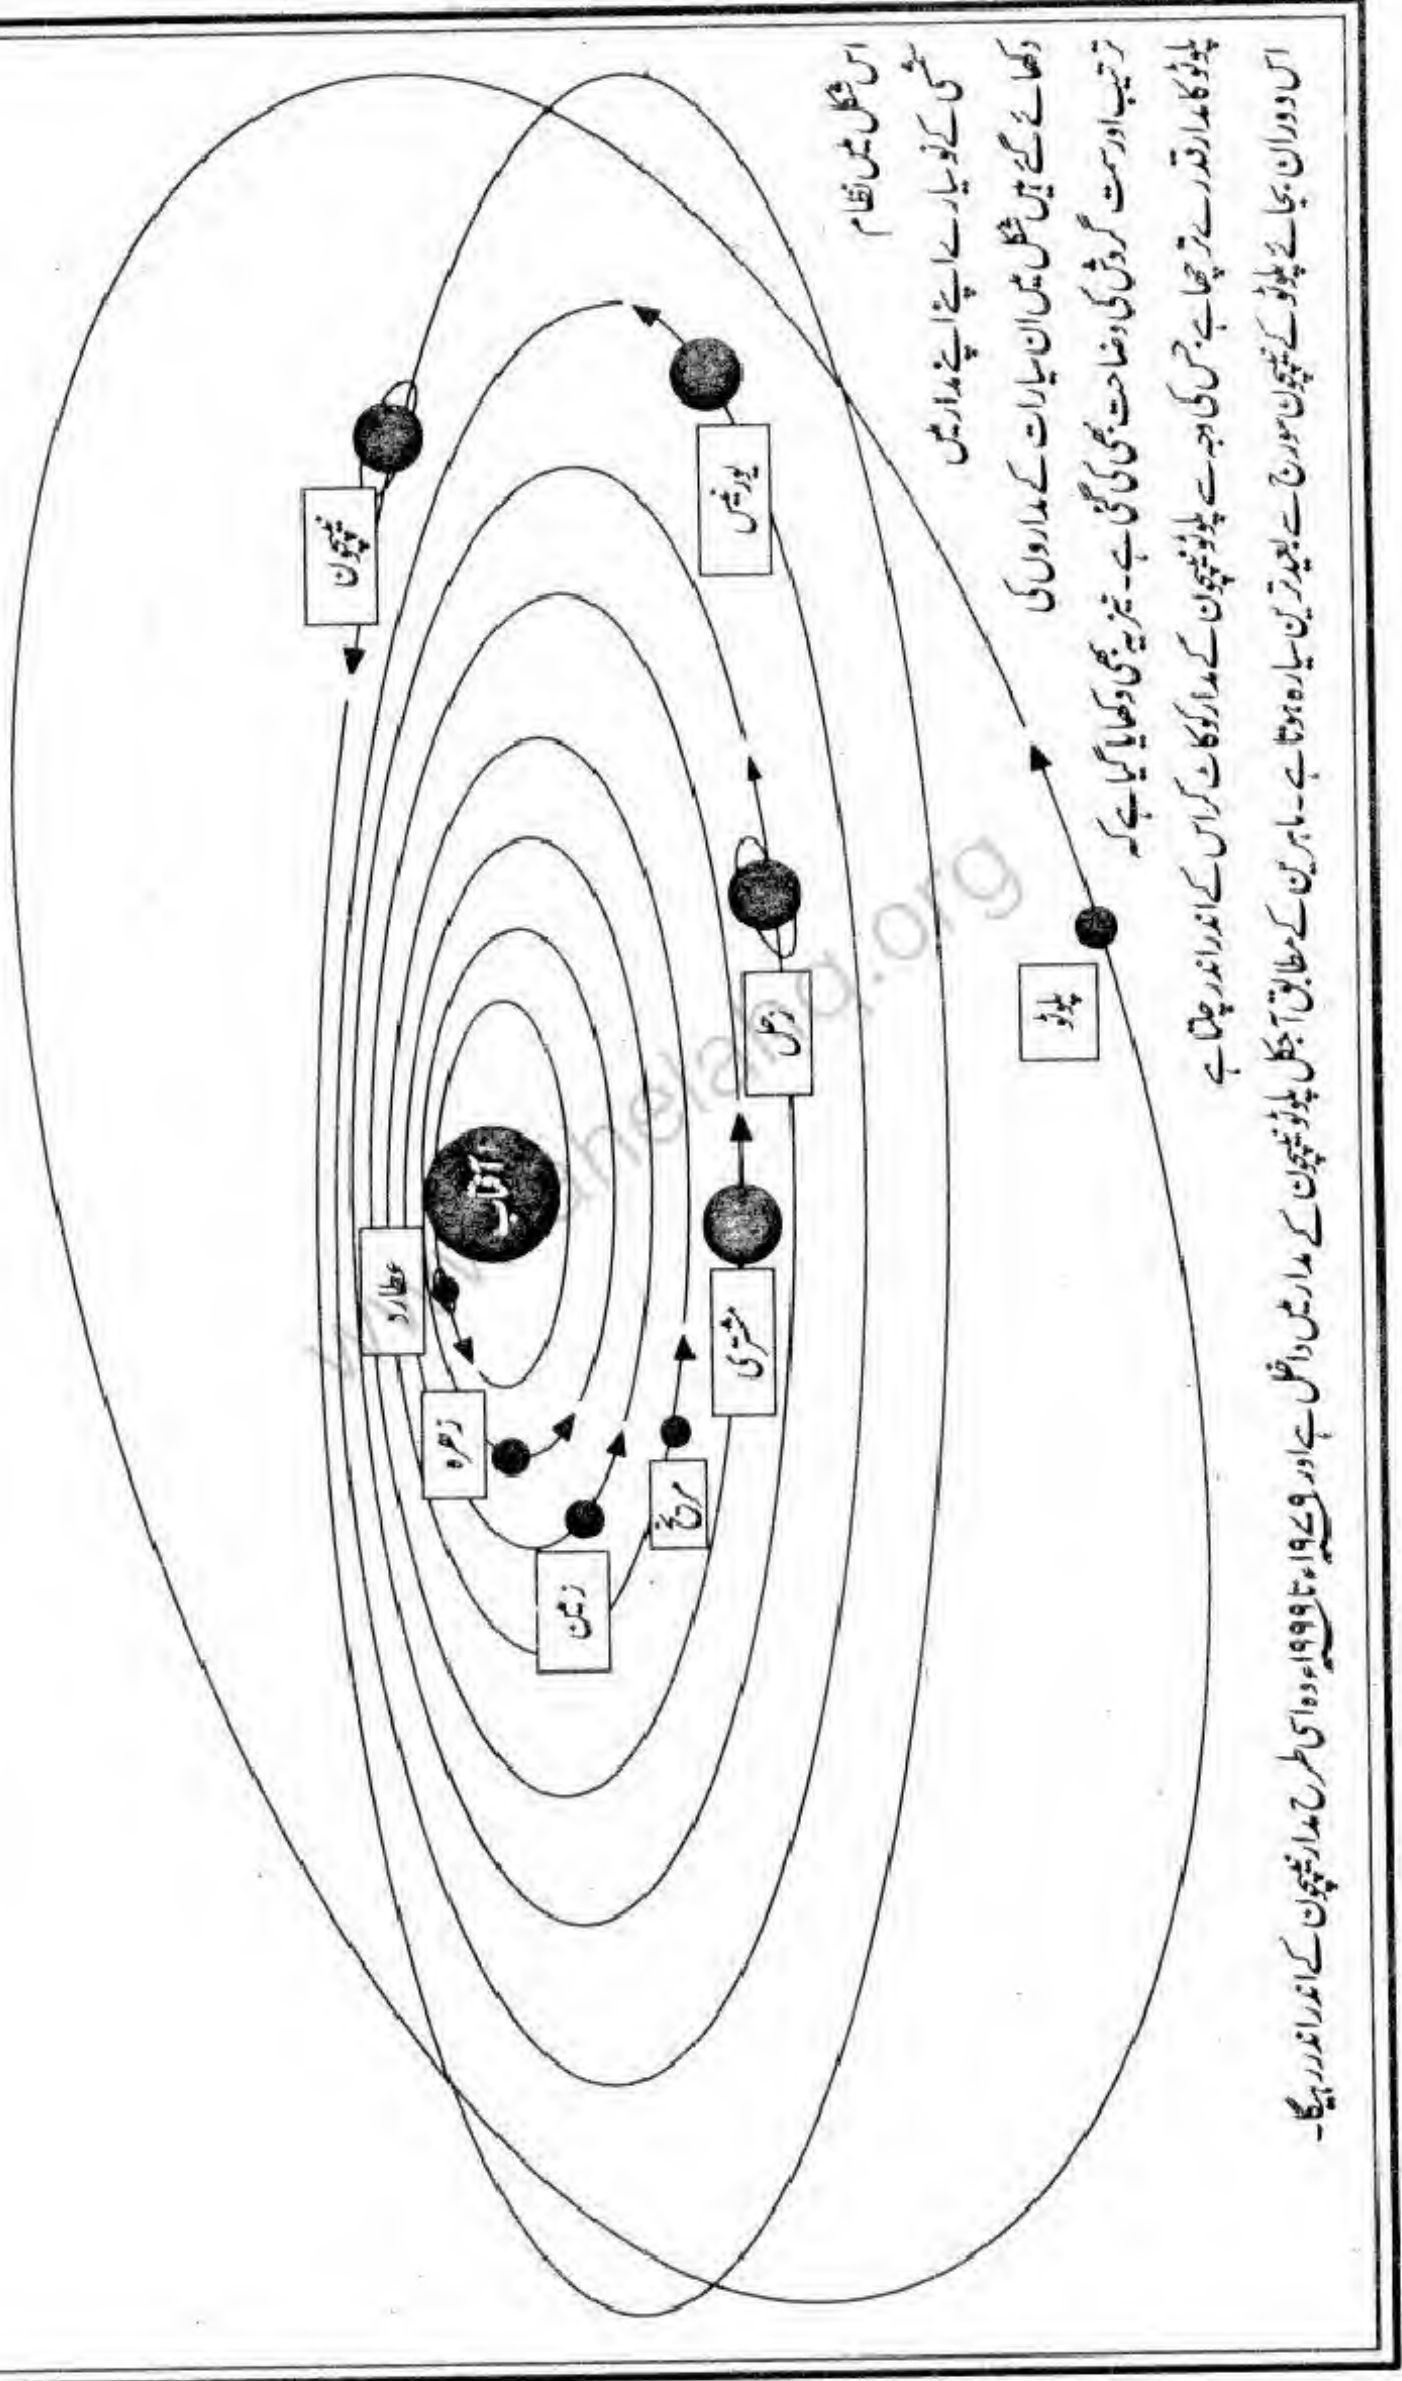 اس شکل میں نظام
شمسی کے نو سیارے اپنے اپنے مدار میں
دکھائے گئے ہیں شکل میں ان سیارات کے مداروں کی
ترتیب اور سمت گردش کی وضاحت بھی کی گئی ہے۔ نیز یہ بھی دکھایا گیا ہے کہ
پلوٹو کا مدار قدرے ترچھا ہے جس کی وجہ سے پلوٹو نیپچون کے مدار کو کاٹ کر اس کے اندر اندر چلتا ہے
اس دوران بجائے پلوٹو کے نیپچون سورج سے بعید ترین سیارہ ہوتا ہے۔ ماہرین کے مطابق آجکل پلوٹو نیپچون کے مدار میں داخل ہے اور ۱۹۷۹ء تا ۱۹۹۹ء وہ اسی طرح مدار نیپچون کے اندر اندر رہیگا۔
نیپچون
یورینس
زحل
پلوٹو
آفتاب
عطارد
مشتری
زھرہ
مریخ
زمین